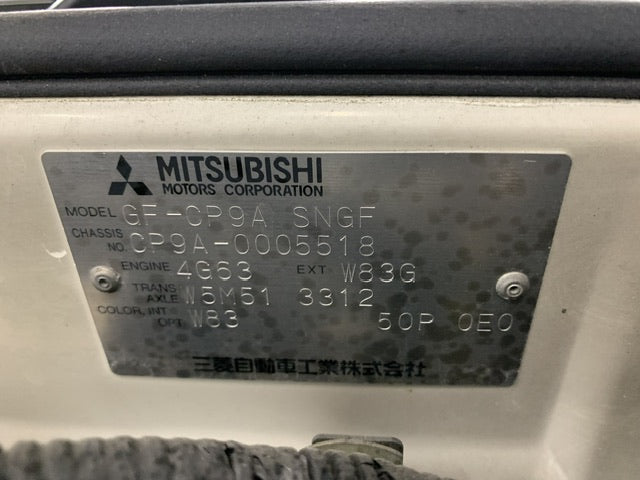 MITSUBISHI
MOTORS CORPORATION
MODEL GF-CP9A SNGF
CHASSIS NO. CP9A-0005518
ENGINE 4G63 EXT W83G
TRANS AXLE W5M51 3312
COLOR, INT OPT W83 50P 0E0
三菱自動車工業株式会社